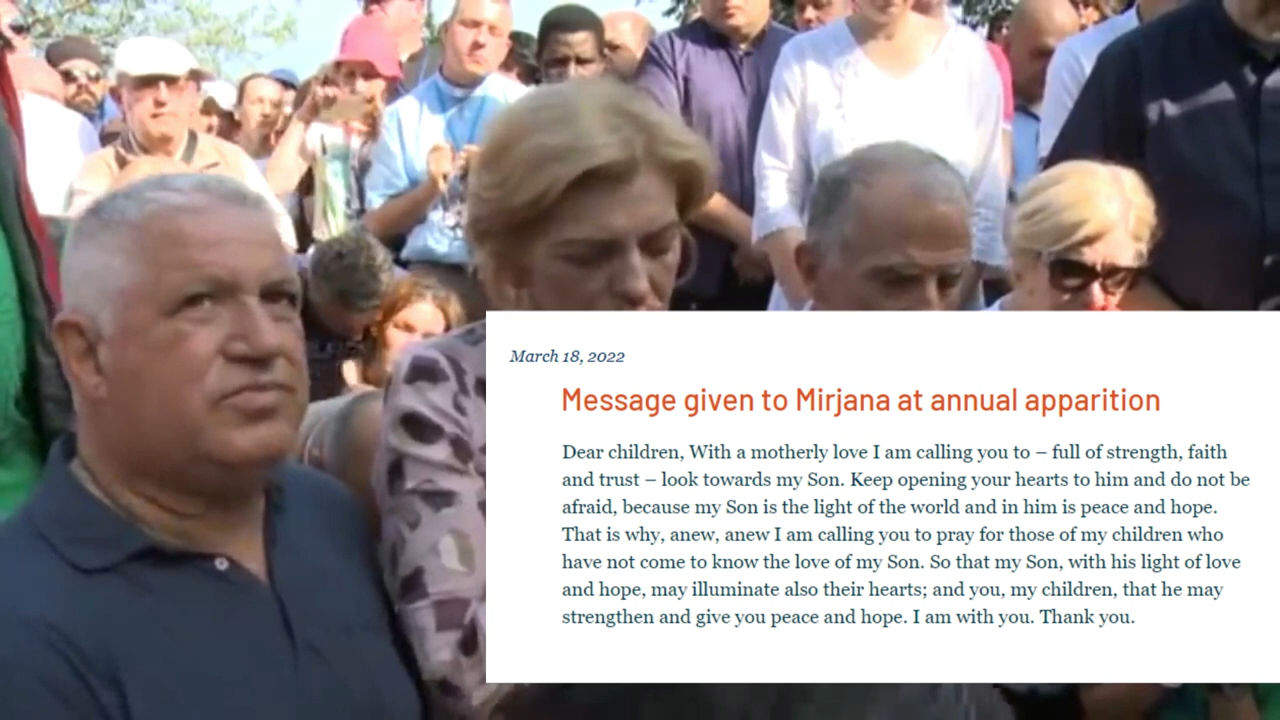 March 18, 2022
Message given to Mirjana at annual apparition
Dear children, With a motherly love I am calling you to – full of strength, faith
and trust – look towards my Son. Keep opening your hearts to him and do not be
afraid, because my Son is the light of the world and in him is peace and hope.
That is why, anew, anew I am calling you to pray for those of my children who
have not come to know the love of my Son. So that my Son, with his light of love
and hope, may illuminate also their hearts; and you, my children, that he may
strengthen and give you peace and hope. I am with you. Thank you.